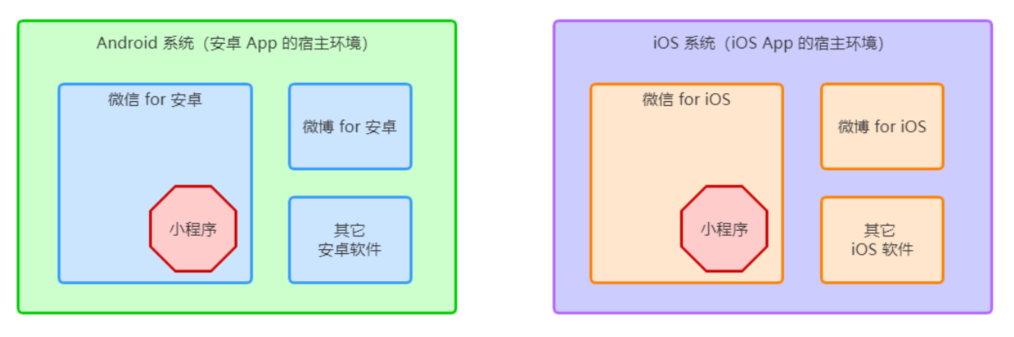 Android 系统（安卓 App 的宿主环境）
微信 for 安卓
微博 for 安卓
小程序
其它
安卓软件
iOS 系统（iOS App 的宿主环境）
微信 for iOS
微博 for iOS
小程序
其它
iOS 软件